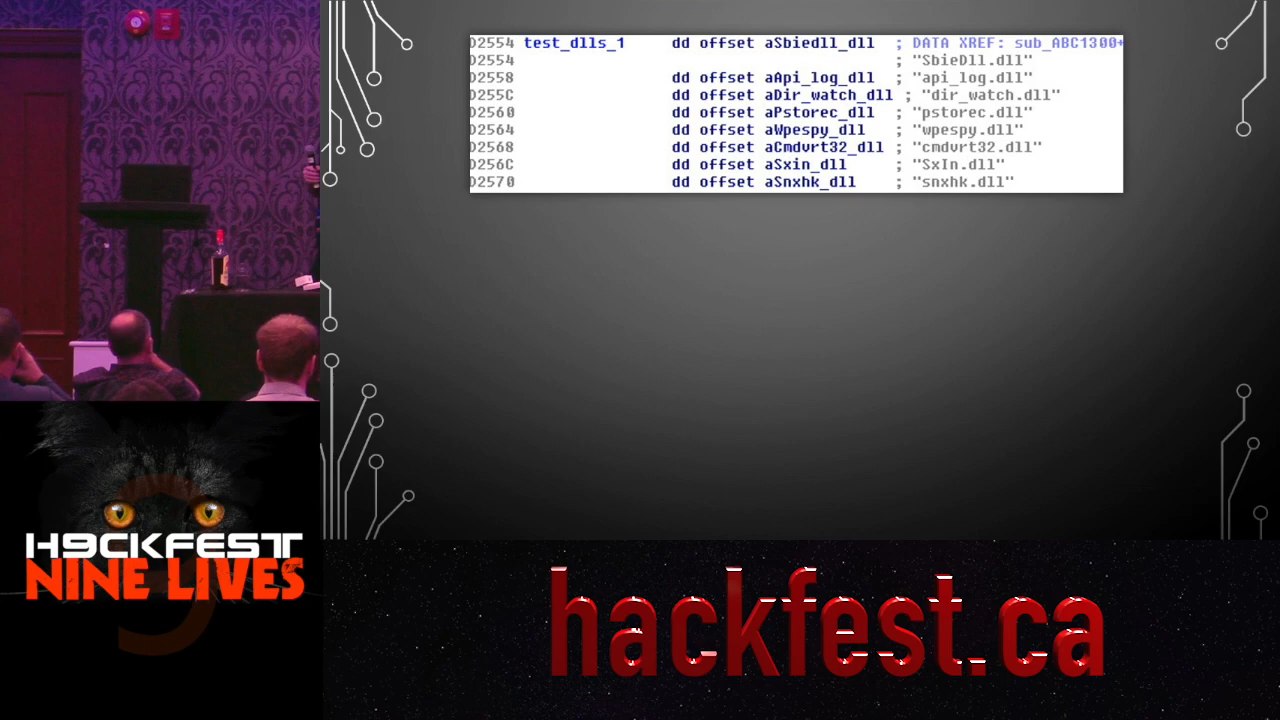 D2554 test_dlls_1 dd offset aSbiedll_dll ; DATA XREF: sub_ABC1300+
D2554 ; "SbieDll.dll"
D2558 dd offset aApi_log_dll ; "api_log.dll"
D255C dd offset aDir_watch_dll ; "dir_watch.dll"
D2560 dd offset aPstorec_dll ; "pstorec.dll"
D2564 dd offset aWpespy_dll ; "wpespy.dll"
D2568 dd offset aCmdvrt32_dll ; "cmdvrt32.dll"
D256C dd offset aSxin_dll ; "SxIn.dll"
D2570 dd offset aSnxhk_dll ; "snxhk.dll"
H9CKFEST
NINE LIVES
9
hackfest.ca